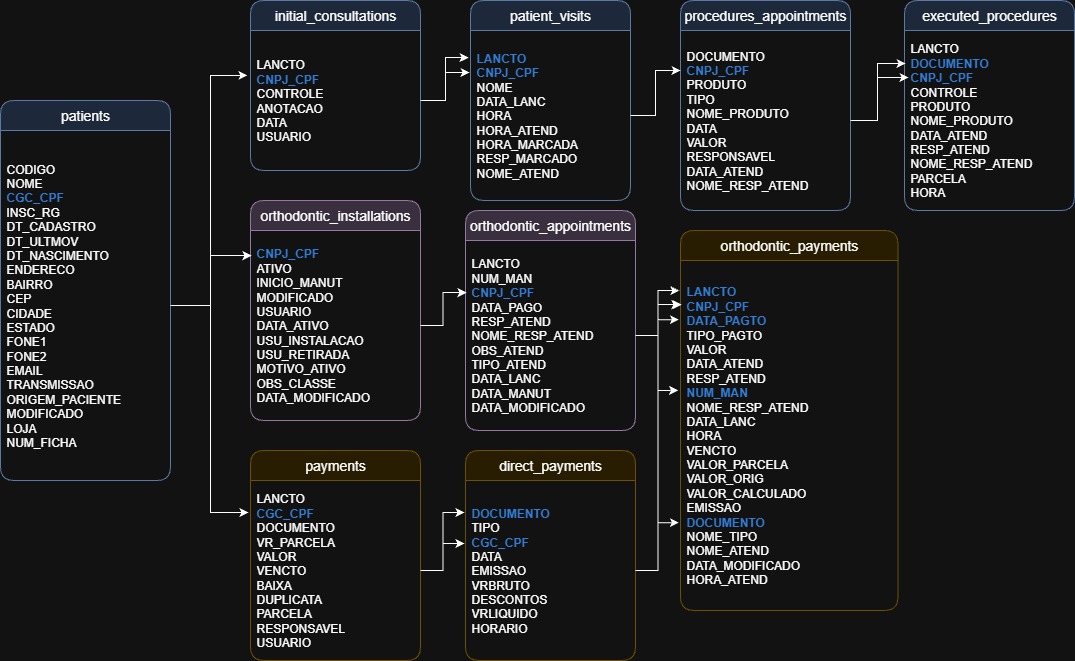 patients
CODIGO
NOME
CGC_CPF
INSC_RG
DT_CADASTRO
DT_ULTMOV
DT_NASCIMENTO
ENDERECO
BAIRRO
CEP
CIDADE
ESTADO
FONE1
FONE2
EMAIL
TRANSMISSAO
ORIGEM_PACIENTE
MODIFICADO
LOJA
NUM_FICHA
initial_consultations
LANCTO
CNPJ_CPF
CONTROLE
ANOTACAO
DATA
USUARIO
patient_visits
LANCTO
CNPJ_CPF
NOME
DATA_LANC
HORA
HORA_ATEND
HORA_MARCADA
RESP_MARCADO
NOME_ATEND
procedures_appointments
DOCUMENTO
CNPJ_CPF
PRODUTO
TIPO
NOME_PRODUTO
DATA
VALOR
RESPONSAVEL
DATA_ATEND
NOME_RESP_ATEND
executed_procedures
LANCTO
DOCUMENTO
CNPJ_CPF
CONTROLE
PRODUTO
NOME_PRODUTO
DATA_ATEND
RESP_ATEND
NOME_RESP_ATEND
PARCELA
HORA
orthodontic_installations
CNPJ_CPF
ATIVO
INICIO_MANUT
MODIFICADO
USUARIO
DATA_ATIVO
USU_INSTALACAO
USU_RETIRADA
MOTIVO_ATIVO
OBS_CLASSE
DATA_MODIFICADO
orthodontic_appointments
LANCTO
NUM_MAN
CNPJ_CPF
DATA_PAGO
RESP_ATEND
NOME_RESP_ATEND
OBS_ATEND
TIPO_ATEND
DATA_LANC
DATA_MANUT
DATA_MODIFICADO
orthodontic_payments
LANCTO
CNPJ_CPF
DATA_PAGTO
TIPO_PAGTO
VALOR
DATA_ATEND
RESP_ATEND
NUM_MAN
NOME_RESP_ATEND
DATA_LANC
HORA
VENCTO
VALOR_PARCELA
VALOR_ORIG
VALOR_CALCULADO
EMISSAO
DOCUMENTO
NOME_TIPO
NOME_ATEND
DATA_MODIFICADO
HORA_ATEND
payments
LANCTO
CGC_CPF
DOCUMENTO
VR_PARCELA
VALOR
VENCTO
BAIXA
DUPLICATA
PARCELA
RESPONSAVEL
USUARIO
direct_payments
DOCUMENTO
TIPO
CGC_CPF
DATA
EMISSAO
VRBRUTO
DESCONTOS
VRLIQUIDO
HORARIO